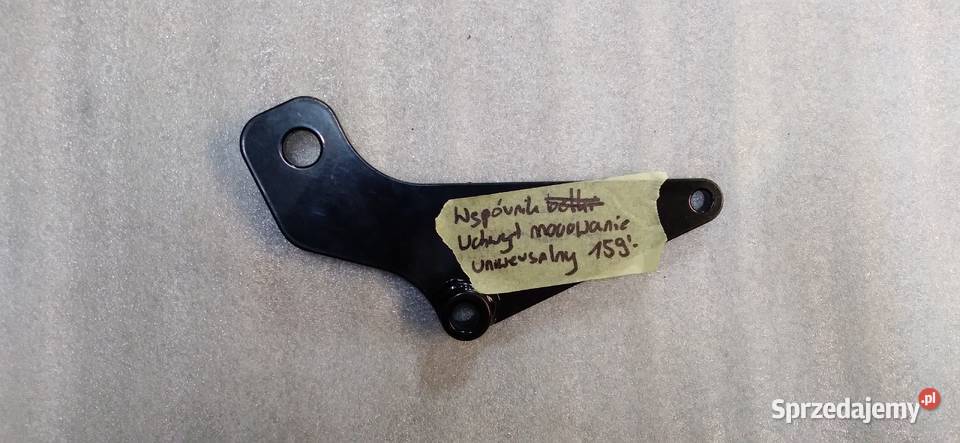 Wspórnik
Uchwyt mocowanie
uniwersalny 159,-
Sprzedajemy.pl